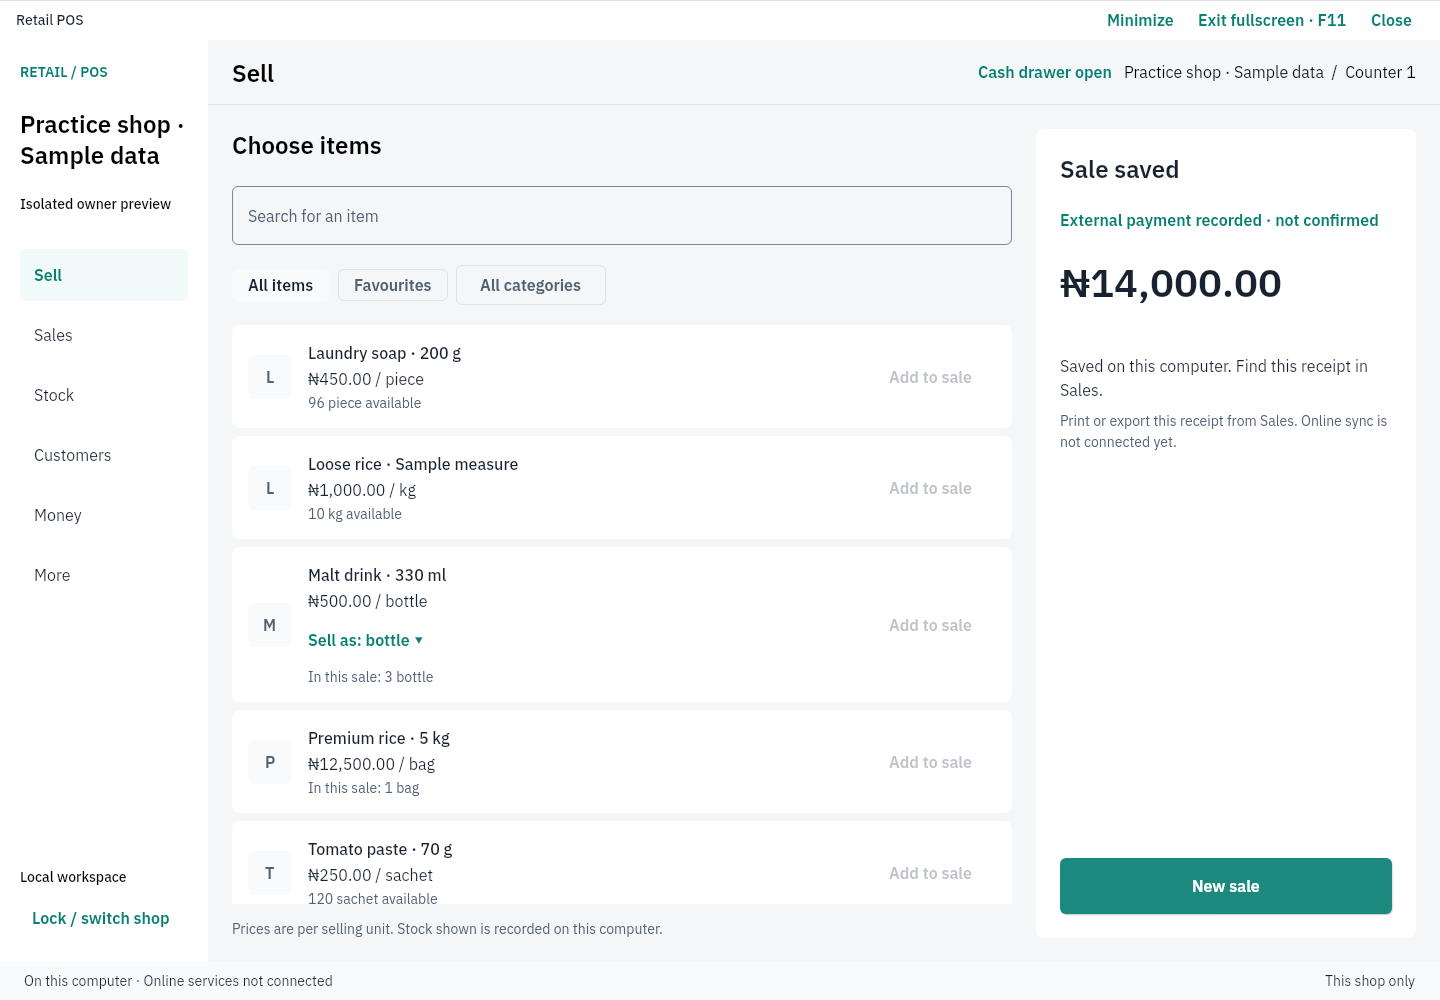 Retail POS
Minimize
Exit fullscreen · F11
Close
RETAIL / POS
Practice shop ·
Sample data
Isolated owner preview
Sell
Sales
Stock
Customers
Money
More
Local workspace
Lock / switch shop
Sell
Cash drawer open
Practice shop · Sample data / Counter 1
Choose items
Search for an item
All items
Favourites
All categories
L
Laundry soap · 200 g
₦450.00 / piece
96 piece available
Add to sale
L
Loose rice · Sample measure
₦1,000.00 / kg
10 kg available
Add to sale
M
Malt drink · 330 ml
₦500.00 / bottle
Sell as: bottle ▾
In this sale: 3 bottle
Add to sale
P
Premium rice · 5 kg
₦12,500.00 / bag
In this sale: 1 bag
Add to sale
T
Tomato paste · 70 g
₦250.00 / sachet
120 sachet available
Add to sale
Prices are per selling unit. Stock shown is recorded on this computer.
Sale saved
External payment recorded · not confirmed
₦14,000.00
Saved on this computer. Find this receipt in
Sales.
Print or export this receipt from Sales. Online sync is
not connected yet.
New sale
On this computer · Online services not connected
This shop only